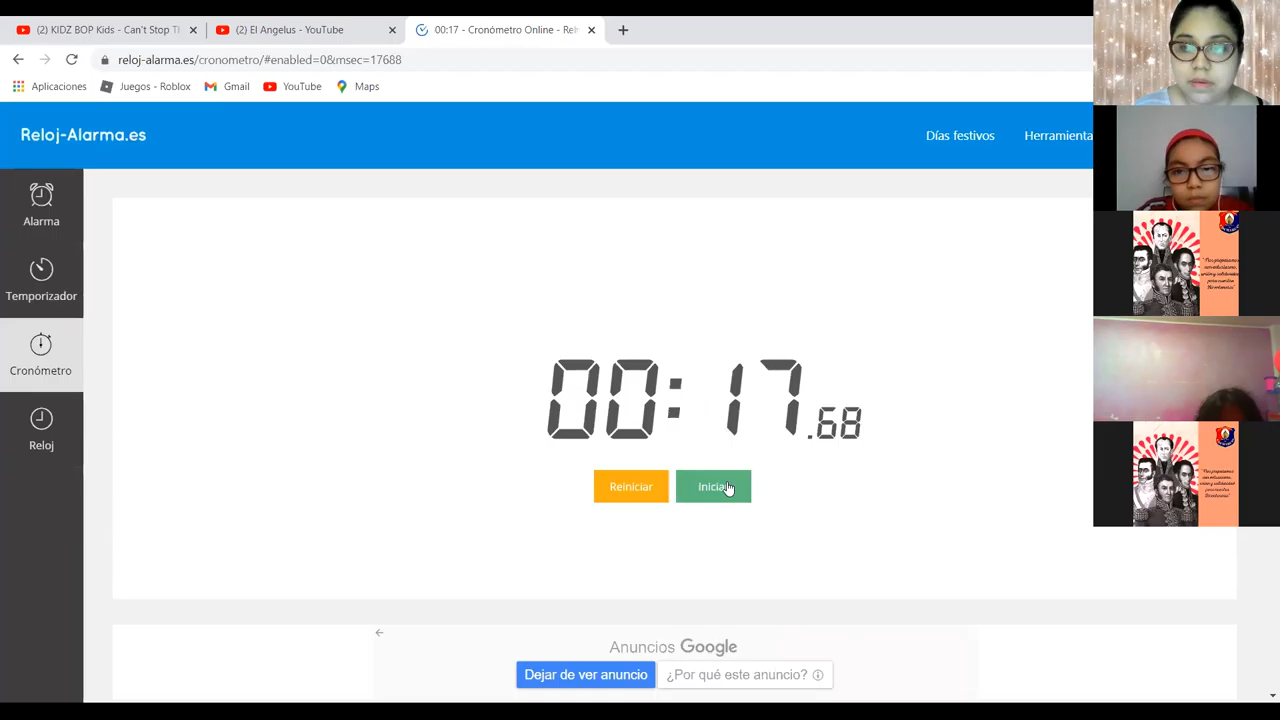 (2) KIDZ BOP Kids - Can't Stop T
(2) El Angelus - YouTube
00:17 - Cronómetro Online - Rel
reloj-alarma.es/cronometro/#enabled=0&msec=17688
Aplicaciones
Juegos - Roblox
Gmail
YouTube
Maps
Reloj-Alarma.es
Días festivos
Herramienta
Alarma
Temporizador
Cronómetro
Reloj
00:17.68
Reiniciar
Iniciar
Anuncios Google
Dejar de ver anuncio
¿Por qué este anuncio?